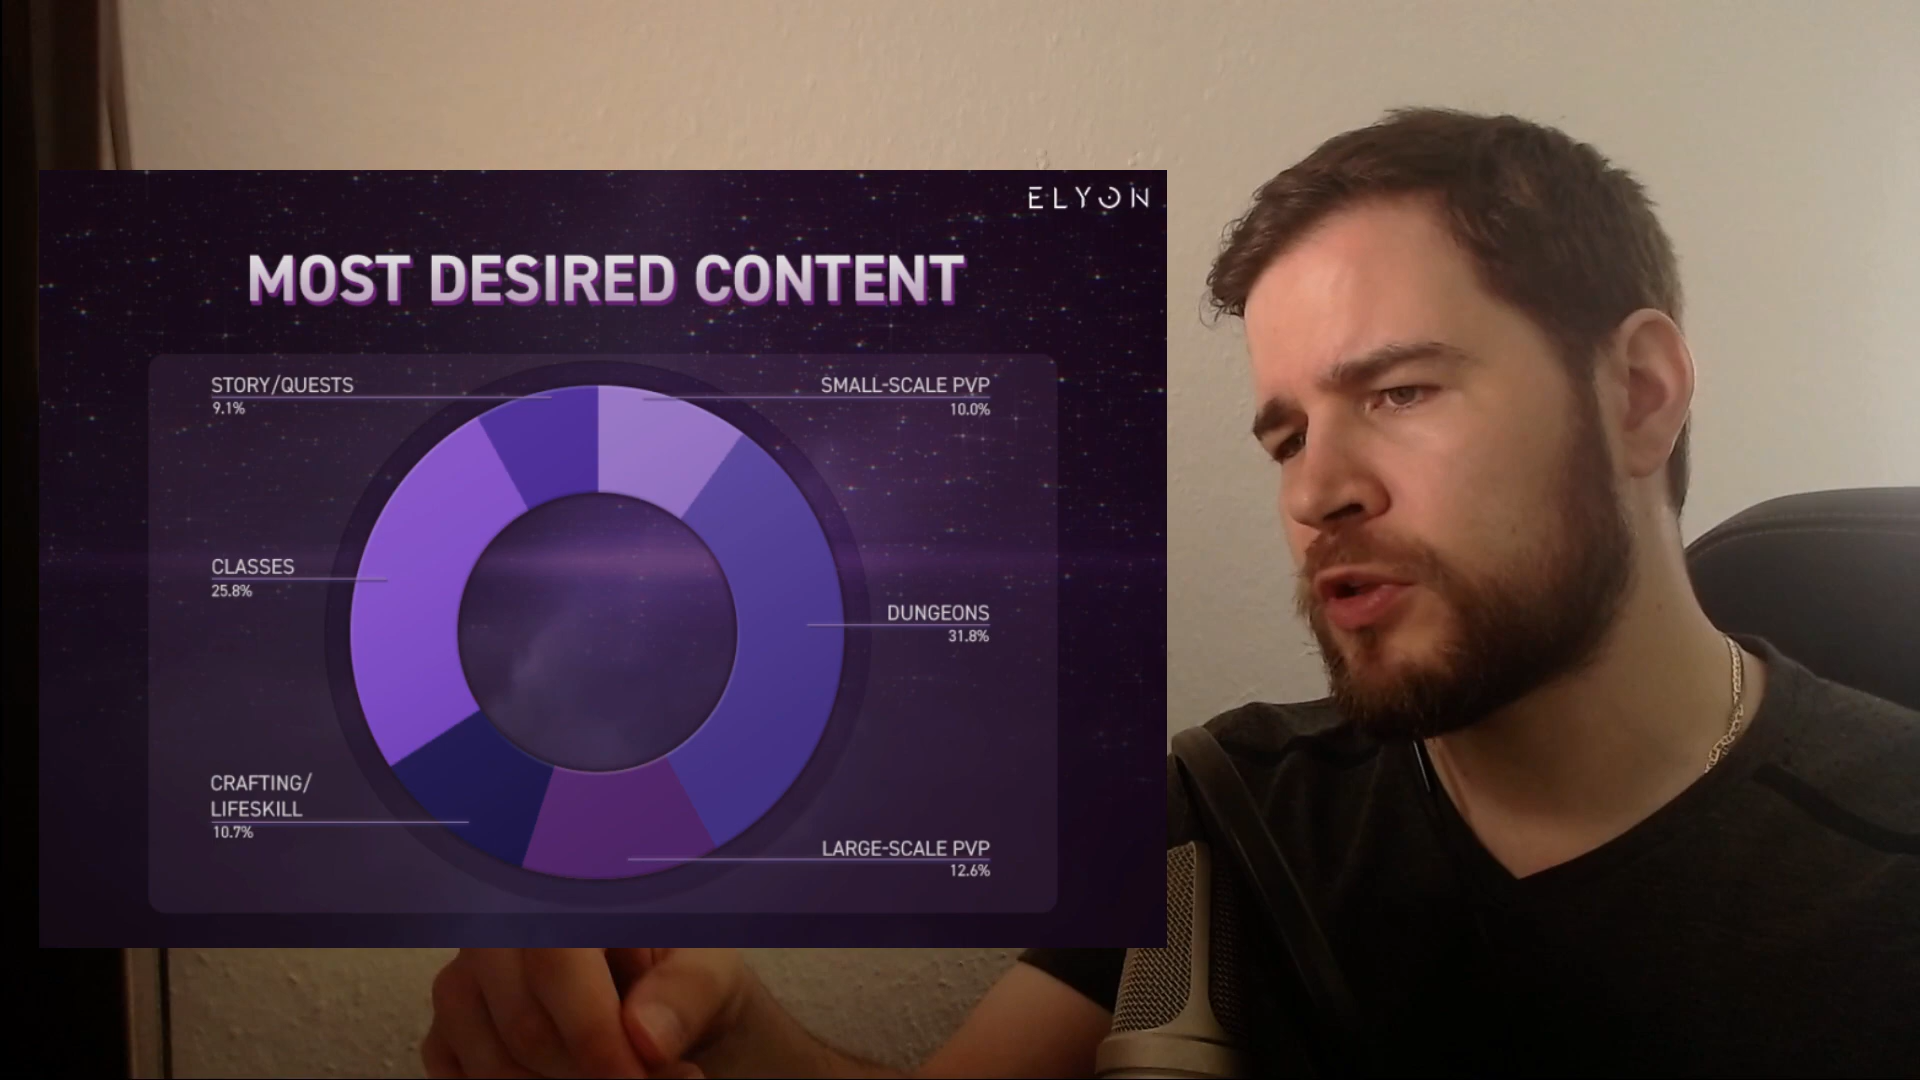 ELYON
MOST DESIRED CONTENT
STORY/QUESTS
9.1%
SMALL-SCALE PVP
10.0%
CLASSES
25.8%
DUNGEONS
31.8%
CRAFTING/
LIFESKILL
10.7%
LARGE-SCALE PVP
12.6%